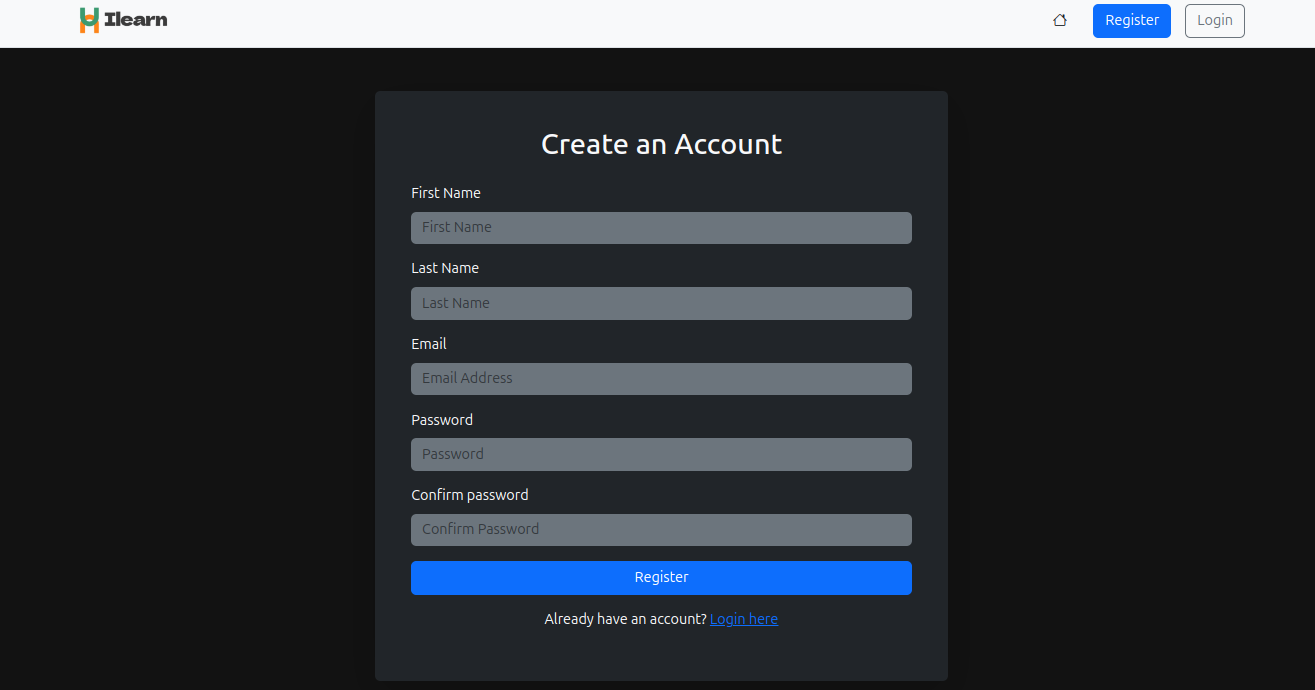 Ilearn
Register
Login
Create an Account
First Name
First Name
Last Name
Last Name
Email
Email Address
Password
Password
Confirm password
Confirm Password
Register
Already have an account? Login here